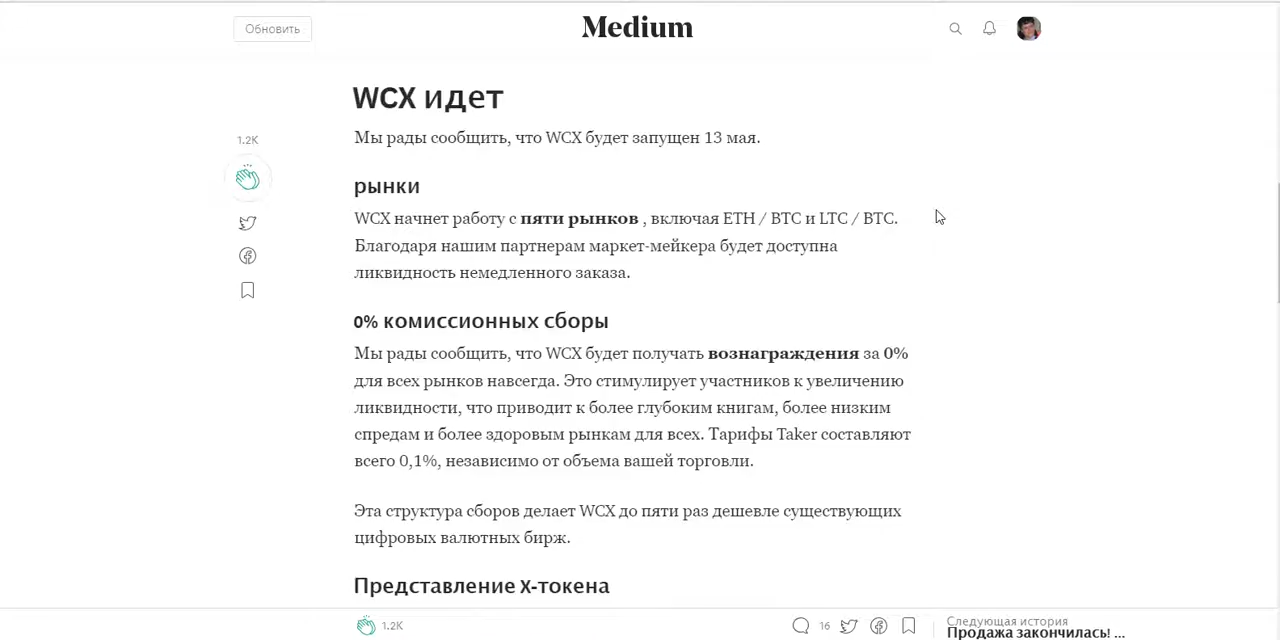 Обновить
Medium
WCX идет
1.2K
Мы рады сообщить, что WCX будет запущен 13 мая.
рынки
WCX начнет работу с пяти рынков , включая ETH / BTC и LTC / BTC.
Благодаря нашим партнерам маркет-мейкера будет доступна
ликвидность немедленного заказа.
0% комиссионных сборы
Мы рады сообщить, что WCX будет получать вознаграждения за 0%
для всех рынков навсегда. Это стимулирует участников к увеличению
ликвидности, что приводит к более глубоким книгам, более низким
спредам и более здоровым рынкам для всех. Тарифы Taker составляют
всего 0,1%, независимо от объема вашей торговли.
Эта структура сборов делает WCX до пяти раз дешевле существующих
цифровых валютных бирж.
Представление X-токена
1.2K
16
Следующая история
Продажа закончилась! ...